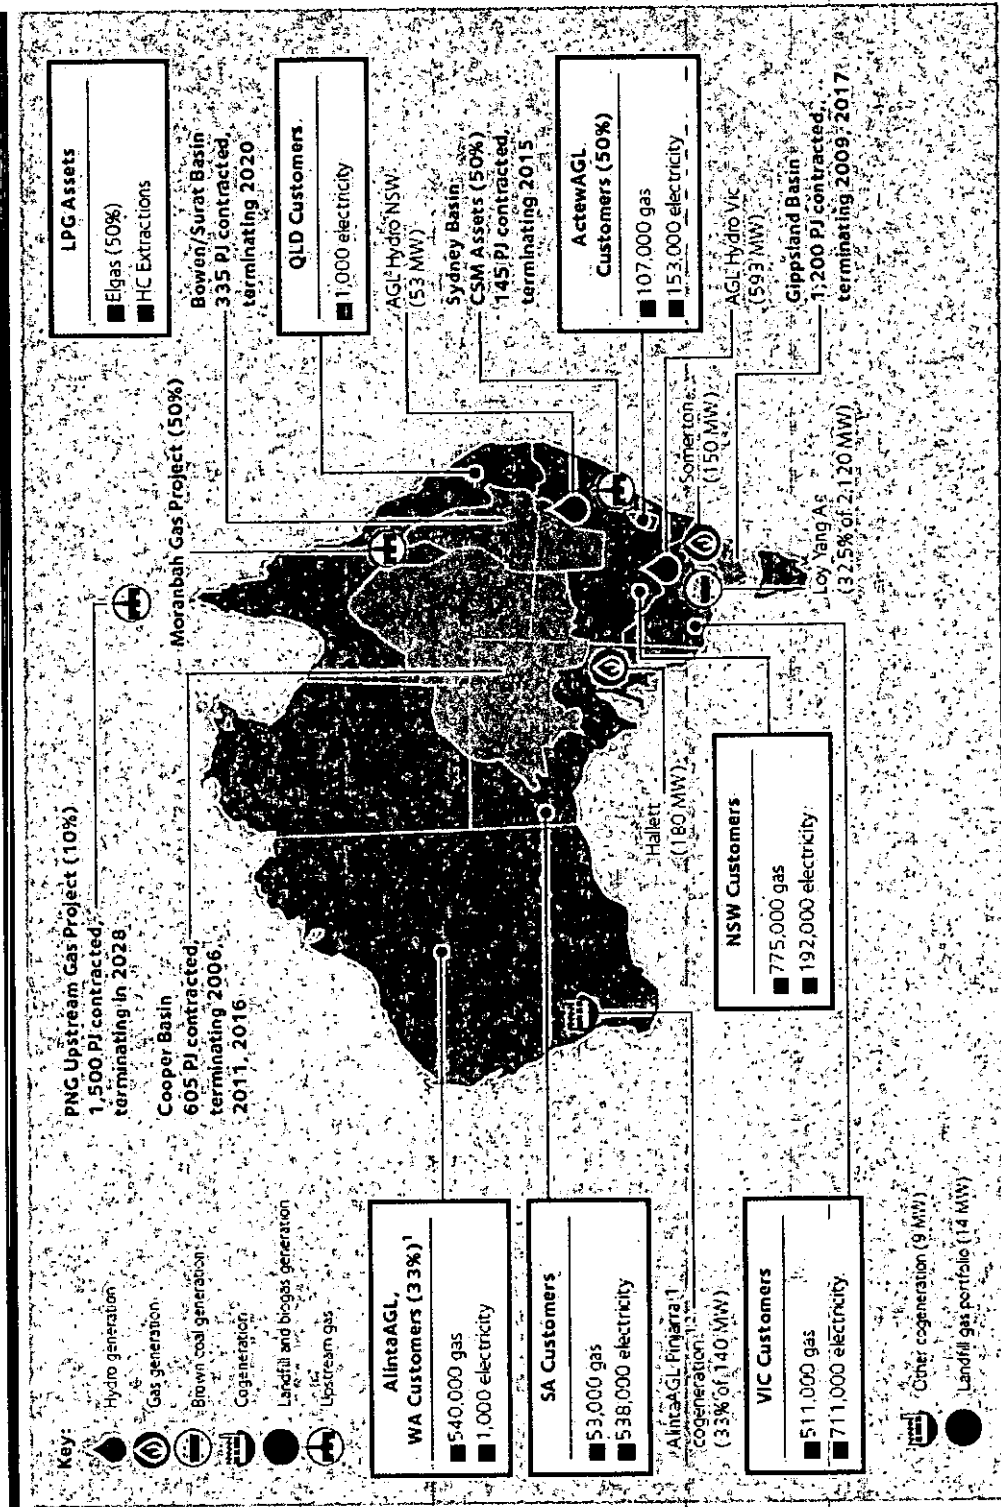 Key:
Hydro generation
Gas generation
Brown coal generation
Cogeneration
Landfill and biogas generation
Upstream gas
PNG Upstream Gas Project (10%)
1,500 PJ contracted,
terminating in 2028
Cooper Basin
605 PJ contracted,
terminating 2006,
2011, 2016
Moranbah Gas Project (50%)
LPG Assets
Elgas (50%)
HC Extractions
Bowen/Surat Basin
335 PJ contracted,
terminating 2020
QLD Customers
1,000 electricity
AGL Hydro NSW
(53 MW)
Sydney Basin
CSM Assets (50%)
145 PJ contracted,
terminating 2015
ActewAGL
Customers (50%)
107,000 gas
153,000 electricity
AGL Hydro Vic
(593 MW)
Gippsland Basin
1,200 PJ contracted,
terminating 2009, 2017
Somerton
(150 MW)
Loy Yang A
(32.5% of 2,120 MW)
Hallett
(180 MW)
NSW Customers
775,000 gas
192,000 electricity
AlintaAGL,
WA Customers (33%)¹
540,000 gas
1,000 electricity
SA Customers
53,000 gas
538,000 electricity
AlintaAGL Pinjarra 1
cogeneration
(33% of 140 MW)
VIC Customers
511,000 gas
711,000 electricity
Other cogeneration (9 MW)
Landfill gas portfolio (14 MW)